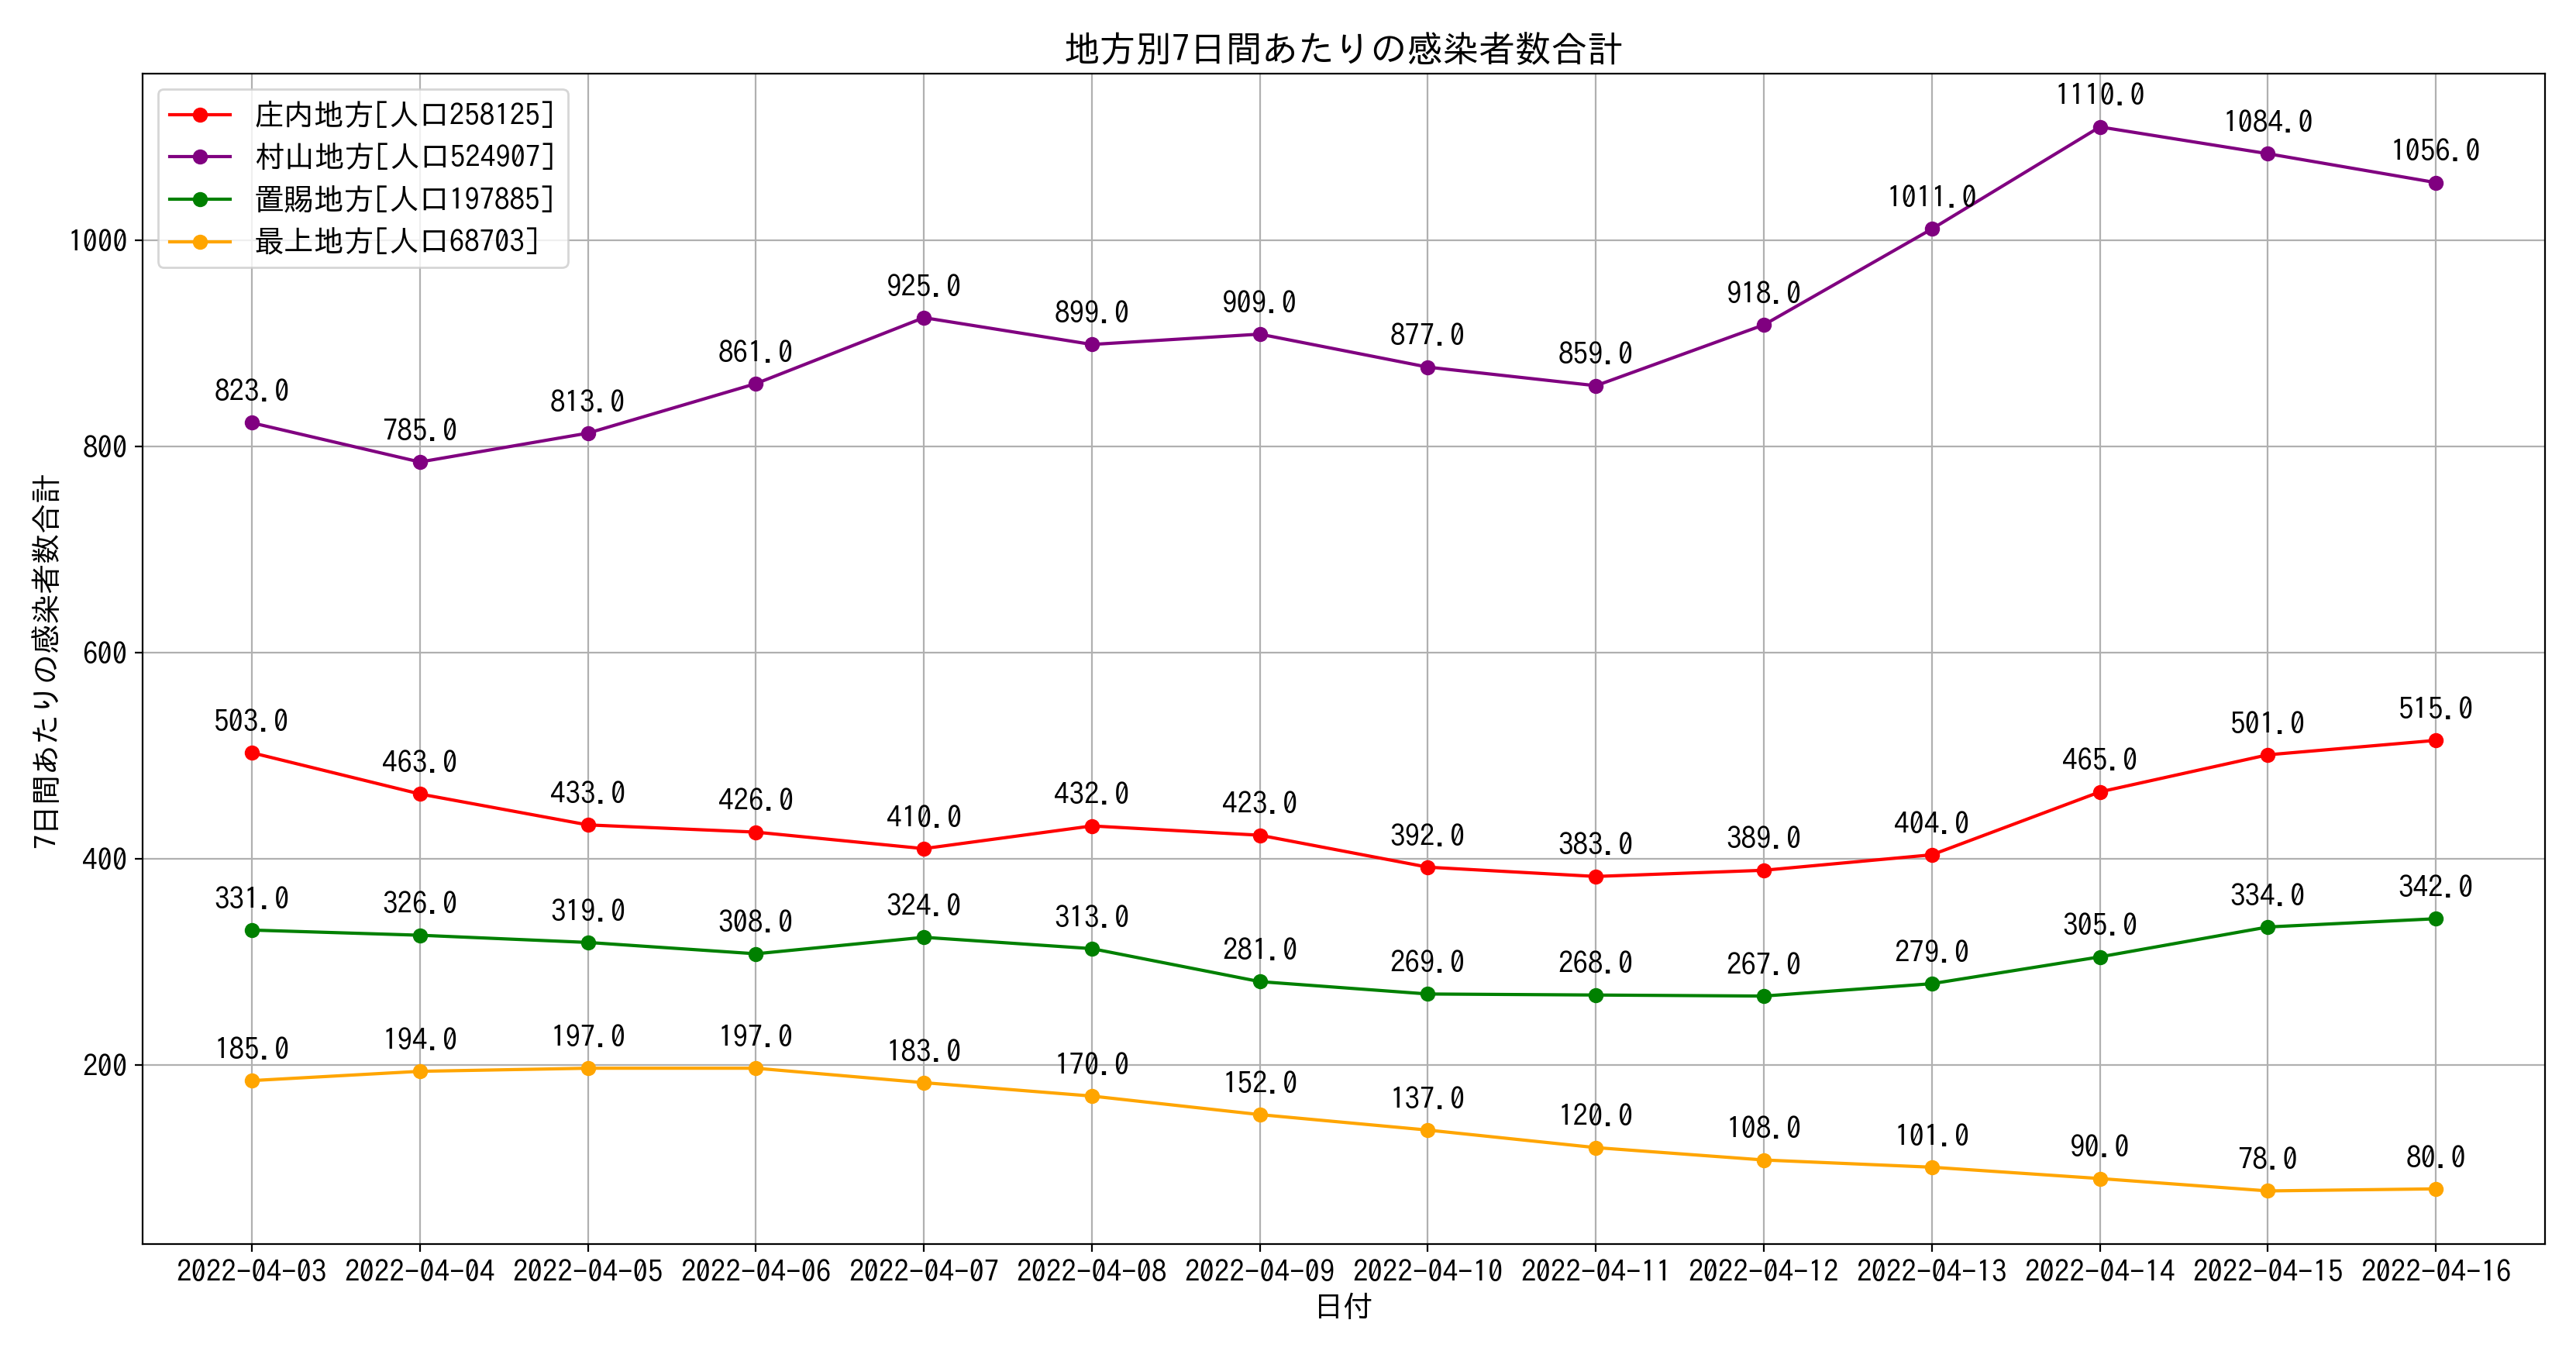 地方別7日間あたりの感染者数合計
庄内地方[人口258125]
村山地方[人口524907]
置賜地方[人口197885]
最上地方[人口68703]
7日間あたりの感染者数合計
1000
800
600
400
200
823.0 785.0 813.0 861.0 925.0 899.0 909.0 877.0 859.0 918.0 1011.0 1110.0 1084.0 1056.0
503.0 463.0 433.0 426.0 410.0 432.0 423.0 392.0 383.0 389.0 404.0 465.0 501.0 515.0
331.0 326.0 319.0 308.0 324.0 313.0 281.0 269.0 268.0 267.0 279.0 305.0 334.0 342.0
185.0 194.0 197.0 197.0 183.0 170.0 152.0 137.0 120.0 108.0 101.0 90.0 78.0 80.0
2022-04-03 2022-04-04 2022-04-05 2022-04-06 2022-04-07 2022-04-08 2022-04-09 2022-04-10 2022-04-11 2022-04-12 2022-04-13 2022-04-14 2022-04-15 2022-04-16
日付